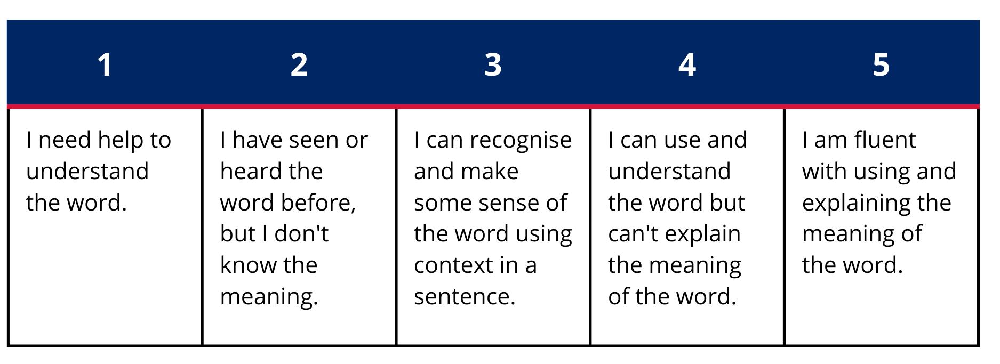 1
2
3
4
5
I need help to
understand
the word.
I have seen or
heard the
word before,
but I don't
know the
meaning.
I can recognise
and make
some sense of
the word using
context in a
sentence.
I can use and
understand
the word but
can't explain
the meaning
of the word.
I am fluent
with using and
explaining the
meaning of
the word.